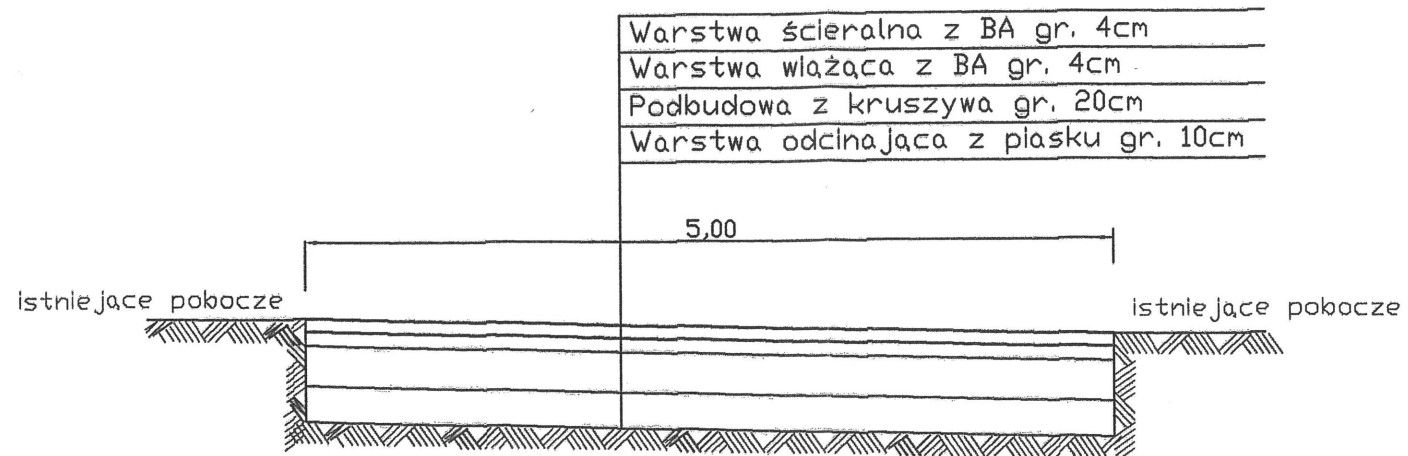 Warstwa ścieralna z BA gr. 4cm
Warstwa wiążąca z BA gr. 4cm
Podbudowa z kruszywa gr. 20cm
Warstwa odcinająca z piasku gr. 10cm
5,00
istniejące pobocze
istniejące pobocze